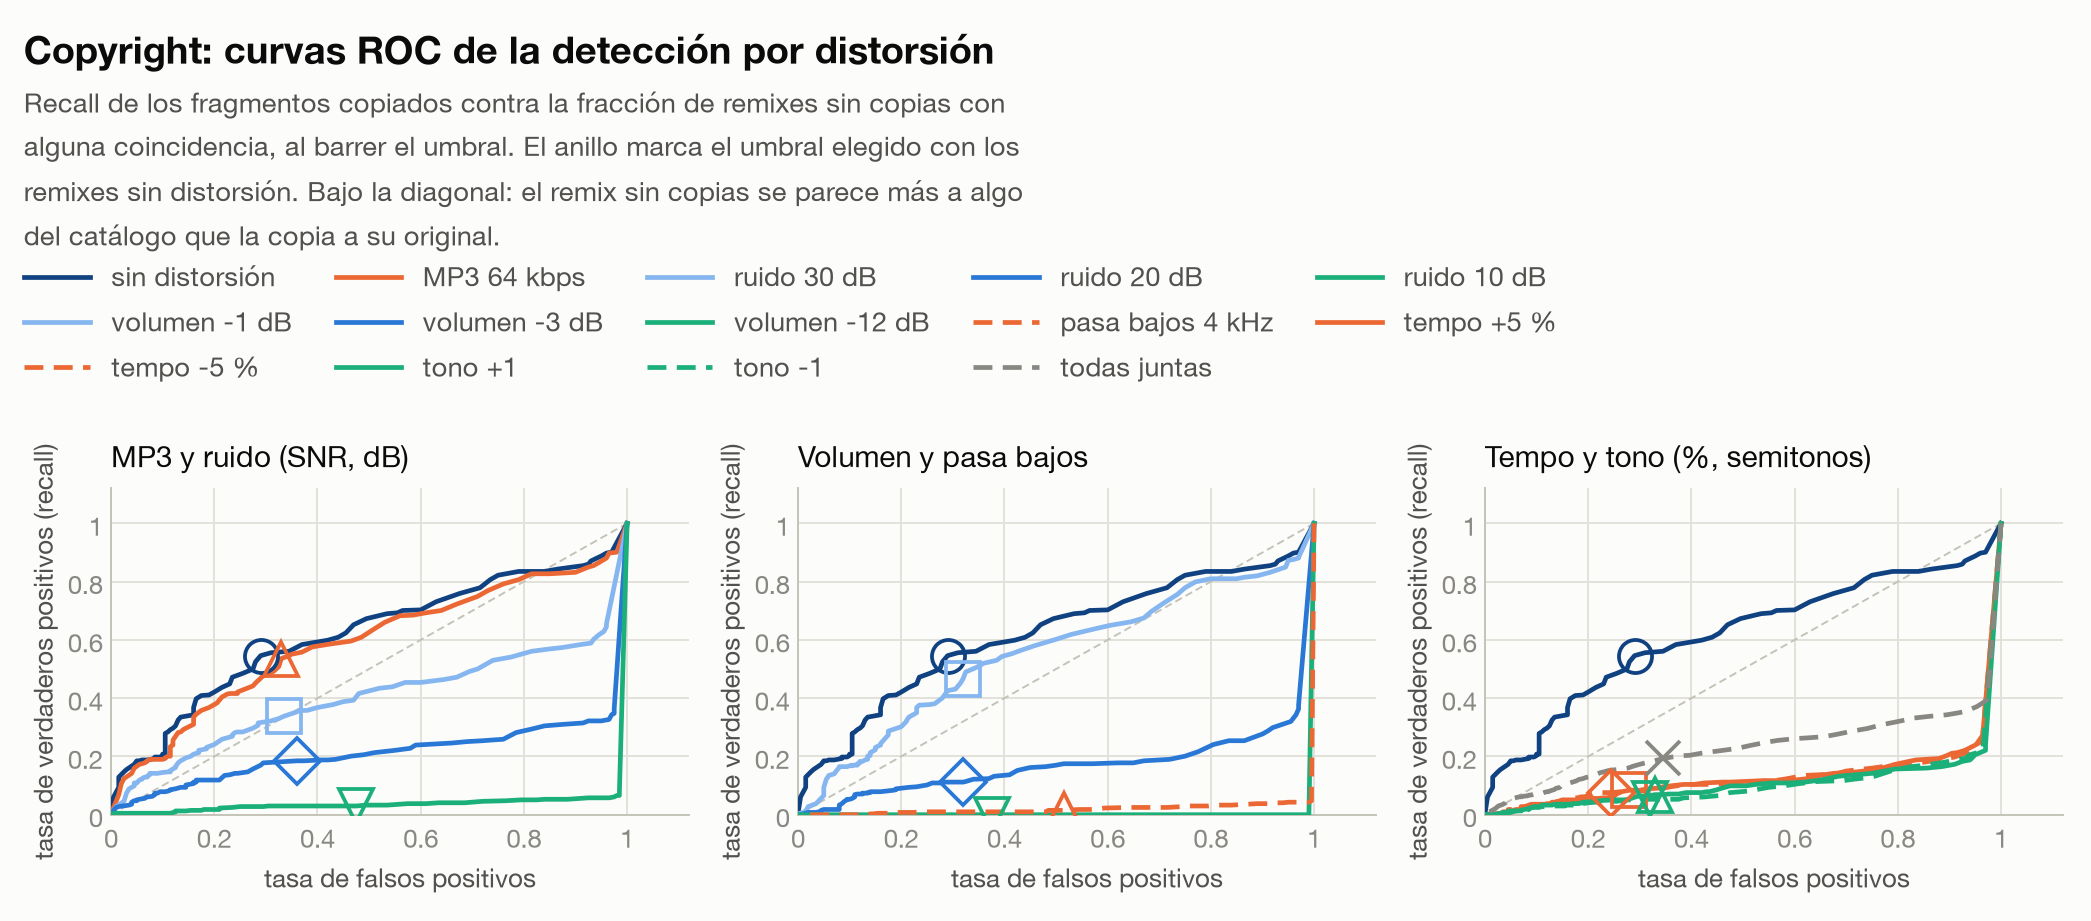 Copyright: curvas ROC de la detección por distorsión
Recall de los fragmentos copiados contra la fracción de remixes sin copias con
alguna coincidencia, al barrer el umbral. El anillo marca el umbral elegido con los
remixes sin distorsión. Bajo la diagonal: el remix sin copias se parece más a algo
del catálogo que la copia a su original.
sin distorsión MP3 64 kbps ruido 30 dB ruido 20 dB ruido 10 dB
volumen -1 dB volumen -3 dB volumen -12 dB pasa bajos 4 kHz tempo +5 %
tempo -5 % tono +1 tono -1 todas juntas
MP3 y ruido (SNR, dB)
tasa de verdaderos positivos (recall)
1
0.8
0.6
0.4
0.2
0
0 0.2 0.4 0.6 0.8 1
tasa de falsos positivos
Volumen y pasa bajos
tasa de verdaderos positivos (recall)
1
0.8
0.6
0.4
0.2
0
0 0.2 0.4 0.6 0.8 1
tasa de falsos positivos
Tempo y tono (%, semitonos)
tasa de verdaderos positivos (recall)
1
0.8
0.6
0.4
0.2
0
0 0.2 0.4 0.6 0.8 1
tasa de falsos positivos